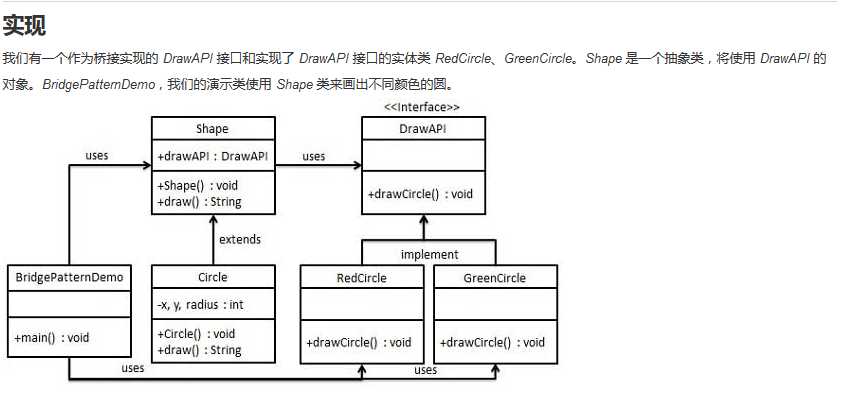 实现
我们有一个作为桥接实现的 DrawAPI 接口和实现了 DrawAPI 接口的实体类 RedCircle、GreenCircle。Shape 是一个抽象类，将使用 DrawAPI 的
对象。BridgePatternDemo，我们的演示类使用 Shape 类来画出不同颜色的圆。
<<Interface>>
Shape
DrawAPI
uses
+drawAPI : DrawAPI
uses
+Shape() : void
+draw() : String
+drawCircle() : void
extends
implement
BridgePatternDemo
Circle
RedCircle
GreenCircle
-x, y, radius : int
+main() : void
+Circle() : void
+draw() : String
+drawCircle() : void
+drawCircle() : void
uses
uses